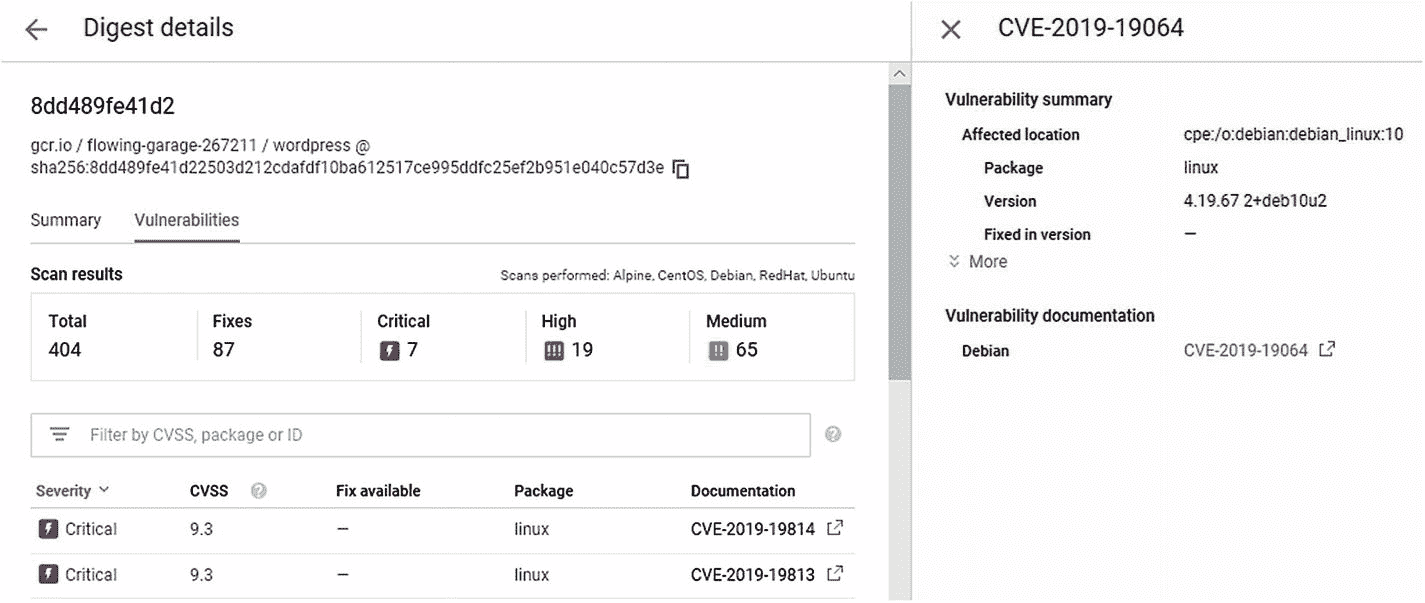 Digest details
8dd489fe41d2
gcr.io / flowing-garage-267211 / wordpress @
sha256:8dd489fe41d22503d212cdafdf10ba612517ce995ddfc25ef2b951e040c57d3e
Summary Vulnerabilities
Scan results Scans performed: Alpine, CentOS, Debian, RedHat, Ubuntu
Total Fixes Critical High Medium
404 87 7 19 65
Filter by CVSS, package or ID
Severity CVSS Fix available Package Documentation
Critical 9.3 – linux CVE-2019-19814
Critical 9.3 – linux CVE-2019-19813
CVE-2019-19064
Vulnerability summary
Affected location cpe:/o:debian:debian_linux:10
Package linux
Version 4.19.67 2+deb10u2
Fixed in version –
More
Vulnerability documentation
Debian CVE-2019-19064